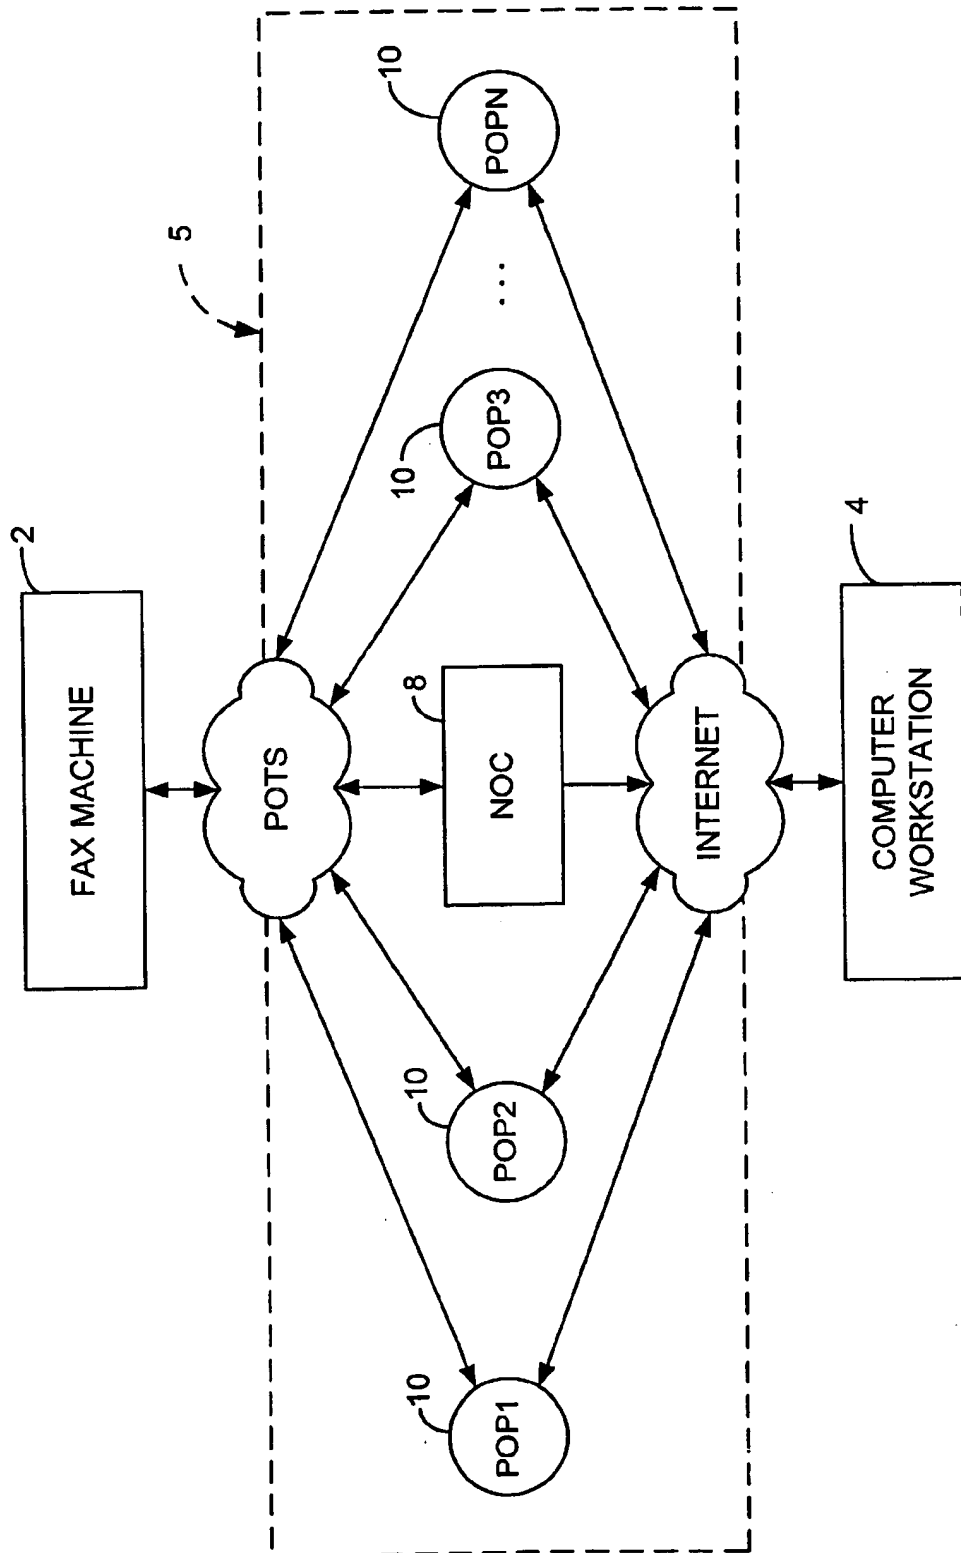 2
FAX MACHINE
5
POTS
10
POP1
10
POP2
8
NOC
10
POP3
...
10
POPN
INTERNET
4
COMPUTER
WORKSTATION